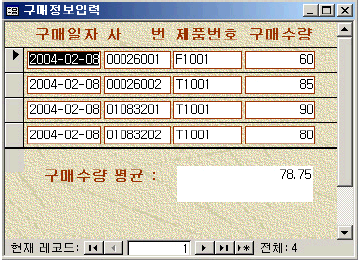 구매정보입력
구매일자 사 번 제품번호 구매수량
2004-02-08 00026001 F1001 60
2004-02-08 00026002 T1001 85
2004-02-08 01083201 T1001 90
2004-02-08 01083202 T1001 80
구매수량 평균 : 78.75
현재 레코드: 1 전체: 4